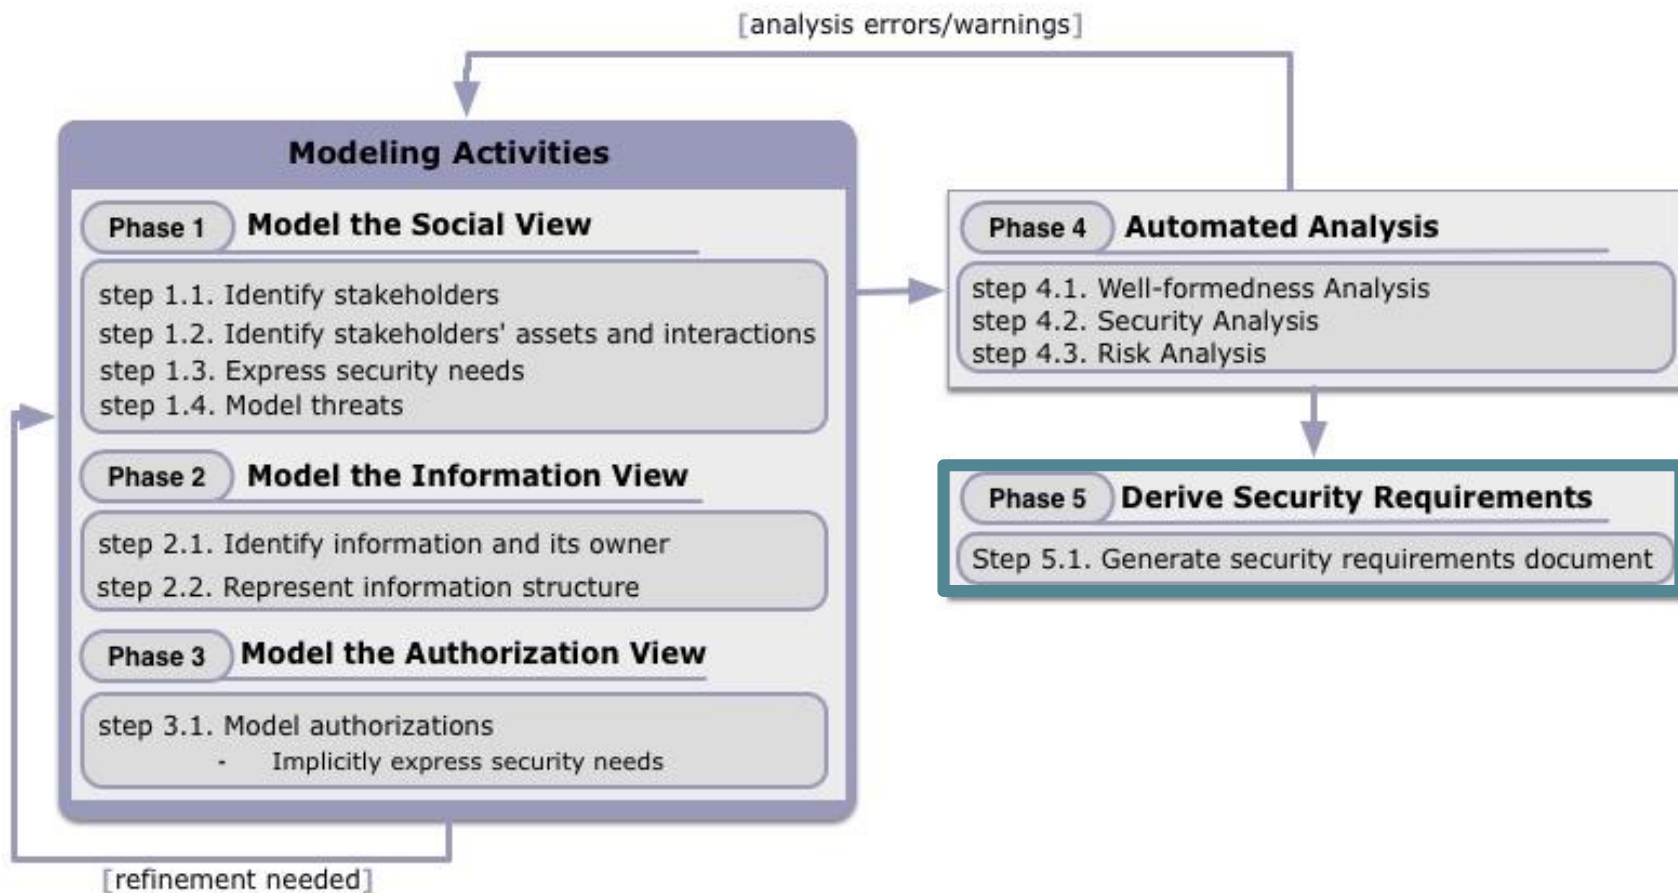 [analysis errors/warnings]
Modeling Activities
Phase 1 Model the Social View
step 1.1. Identify stakeholders
step 1.2. Identify stakeholders' assets and interactions
step 1.3. Express security needs
step 1.4. Model threats
Phase 2 Model the Information View
step 2.1. Identify information and its owner
step 2.2. Represent information structure
Phase 3 Model the Authorization View
step 3.1. Model authorizations
- Implicitly express security needs
[refinement needed]
Phase 4 Automated Analysis
step 4.1. Well-formedness Analysis
step 4.2. Security Analysis
step 4.3. Risk Analysis
Phase 5 Derive Security Requirements
Step 5.1. Generate security requirements document